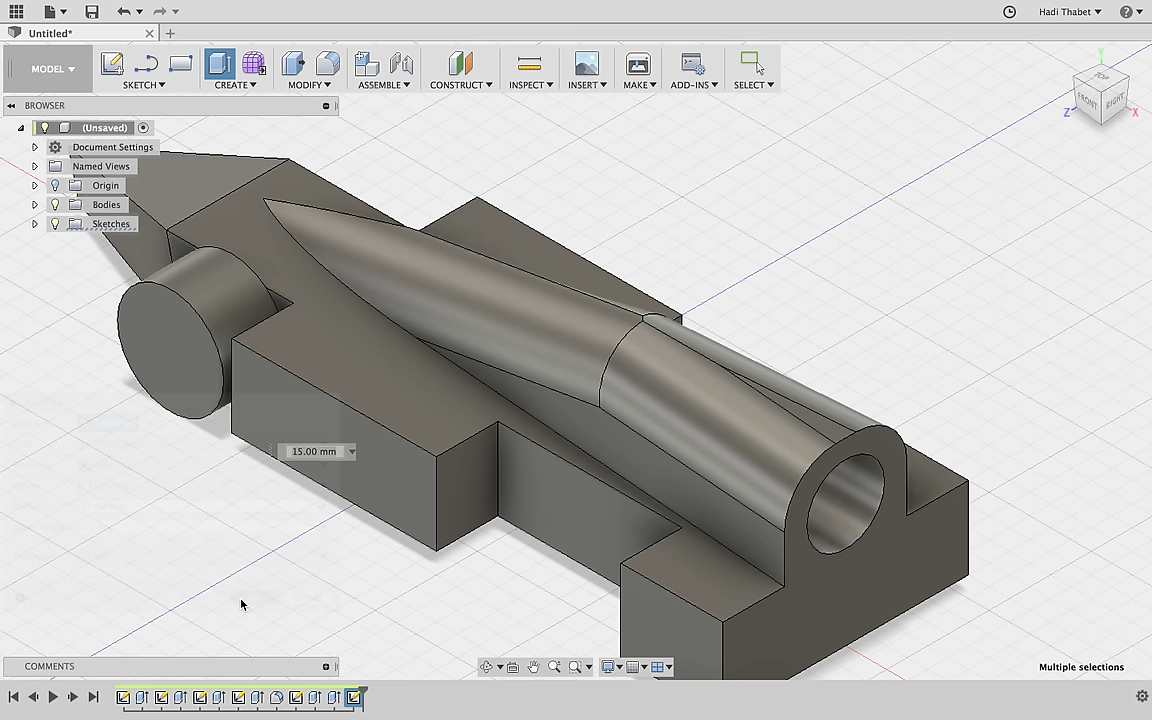 Hadi Thabet
Untitled*
MODEL
SKETCH
CREATE
MODIFY
ASSEMBLE
CONSTRUCT
INSPECT
INSERT
MAKE
ADD-INS
SELECT
BROWSER
(Unsaved)
Document Settings
Named Views
Origin
Bodies
Sketches
FRONT
RIGHT
Y
Z
X
15.00 mm
COMMENTS
Multiple selections